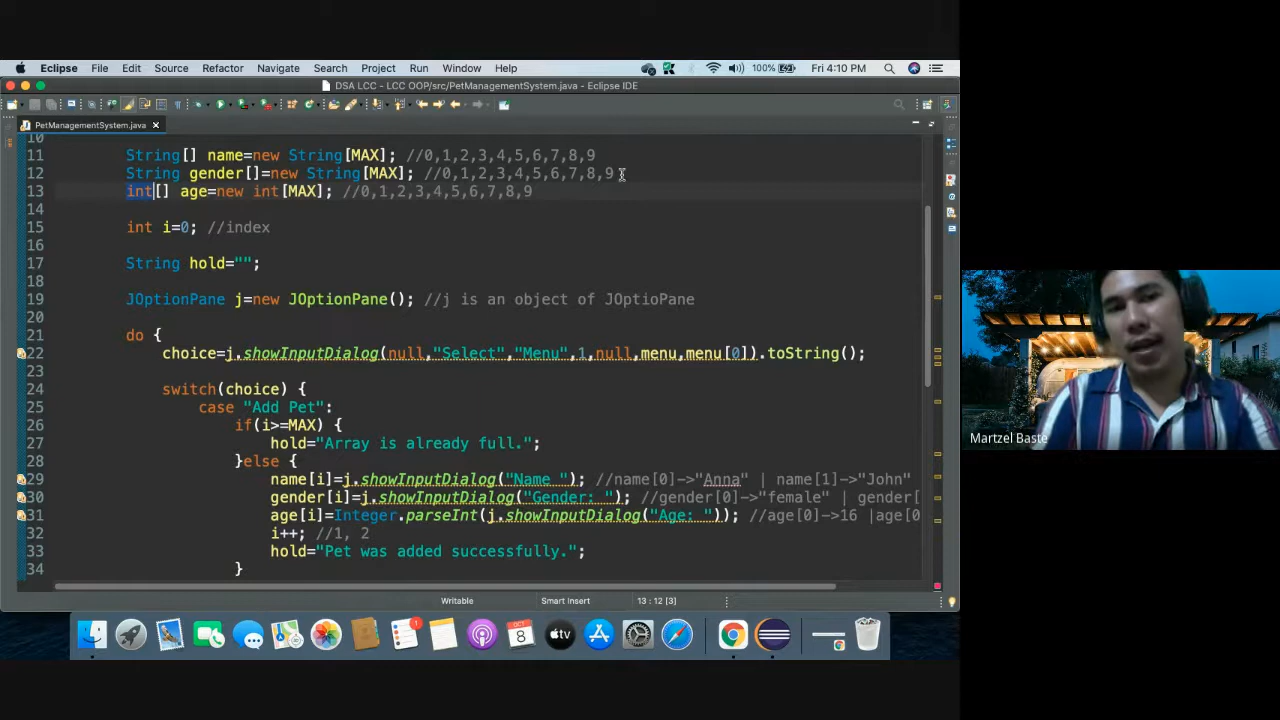 Eclipse File Edit Source Refactor Navigate Search Project Run Window Help 100% Fri 4:10 PM
DSA LCC - LCC OOP/src/PetManagementSystem.java - Eclipse IDE
PetManagementSystem.java
10
11 String[] name=new String[MAX]; //0,1,2,3,4,5,6,7,8,9
12 String gender[]=new String[MAX]; //0,1,2,3,4,5,6,7,8,9
13 int[] age=new int[MAX]; //0,1,2,3,4,5,6,7,8,9
14
15 int i=0; //index
16
17 String hold="";
18
19 JOptionPane j=new JOptionPane(); //j is an object of JOptioPane
20
21 do {
22 choice=j.showInputDialog(null,"Select","Menu",1,null,menu,menu[0]).toString();
23
24 switch(choice) {
25 case "Add Pet":
26 if(i>=MAX) {
27 hold="Array is already full.";
28 }else {
29 name[i]=j.showInputDialog("Name "); //name[0]->"Anna" | name[1]->"John"
30 gender[i]=j.showInputDialog("Gender: "); //gender[0]->"female" | gender[
31 age[i]=Integer.parseInt(j.showInputDialog("Age: ")); //age[0]->16 |age[0
32 i++; //1, 2
33 hold="Pet was added successfully.";
34 }
Writable Smart Insert 13 : 12 [3]
Martzel Baste
1
OCT
8
tv